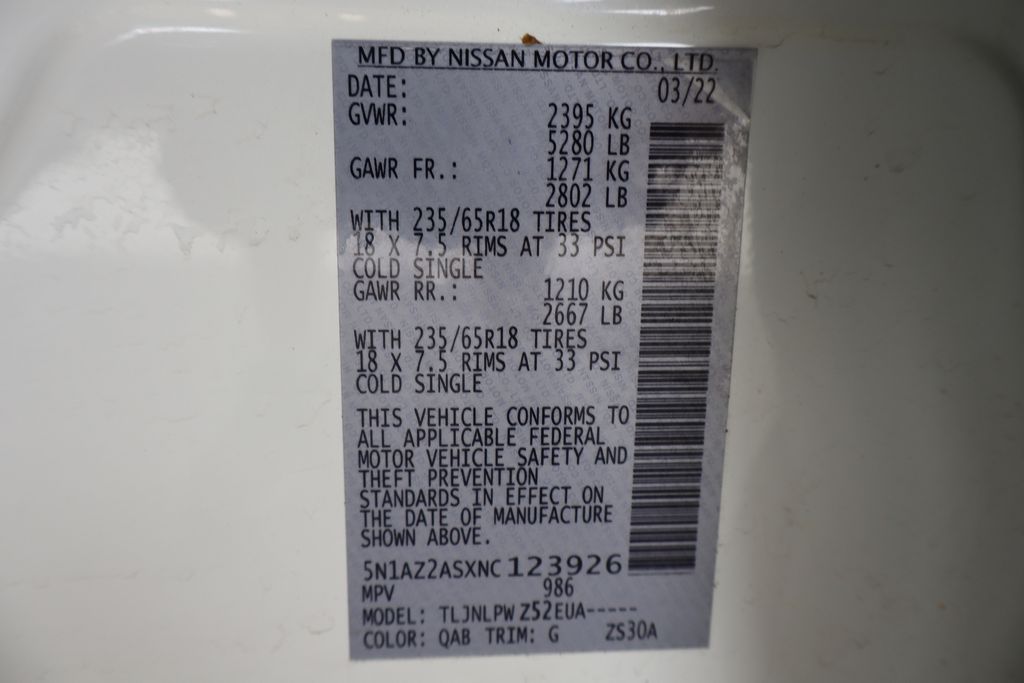 MFD BY NISSAN MOTOR CO., LTD.
DATE: 03/22
GVWR: 2395 KG
5280 LB
GAWR FR.: 1271 KG
2802 LB
WITH 235/65R18 TIRES
18 X 7.5 RIMS AT 33 PSI
COLD SINGLE
GAWR RR.: 1210 KG
2667 LB
WITH 235/65R18 TIRES
18 X 7.5 RIMS AT 33 PSI
COLD SINGLE
THIS VEHICLE CONFORMS TO
ALL APPLICABLE FEDERAL
MOTOR VEHICLE SAFETY AND
THEFT PREVENTION
STANDARDS IN EFFECT ON
THE DATE OF MANUFACTURE
SHOWN ABOVE.
5N1AZ2ASXNC123926
MPV 986
MODEL: TLJNLPWZ52EUA-----
COLOR: QAB TRIM: G ZS30A